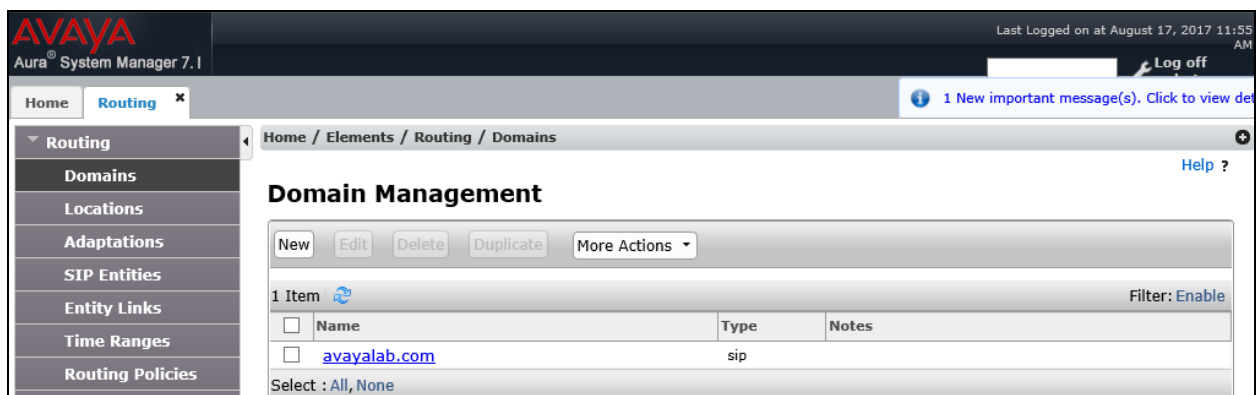 AVAYA
Last Logged on at August 17, 2017 11:55
AM
Aura® System Manager 7.1
Log off
Home Routing ×
1 New important message(s). Click to view det
Routing
Home / Elements / Routing / Domains
Help ?
Domains
Domain Management
Locations
Adaptations
New Edit Delete Duplicate More Actions
SIP Entities
1 Item Filter: Enable
Entity Links
Name Type Notes
Time Ranges
avayalab.com sip
Routing Policies
Select : All, None